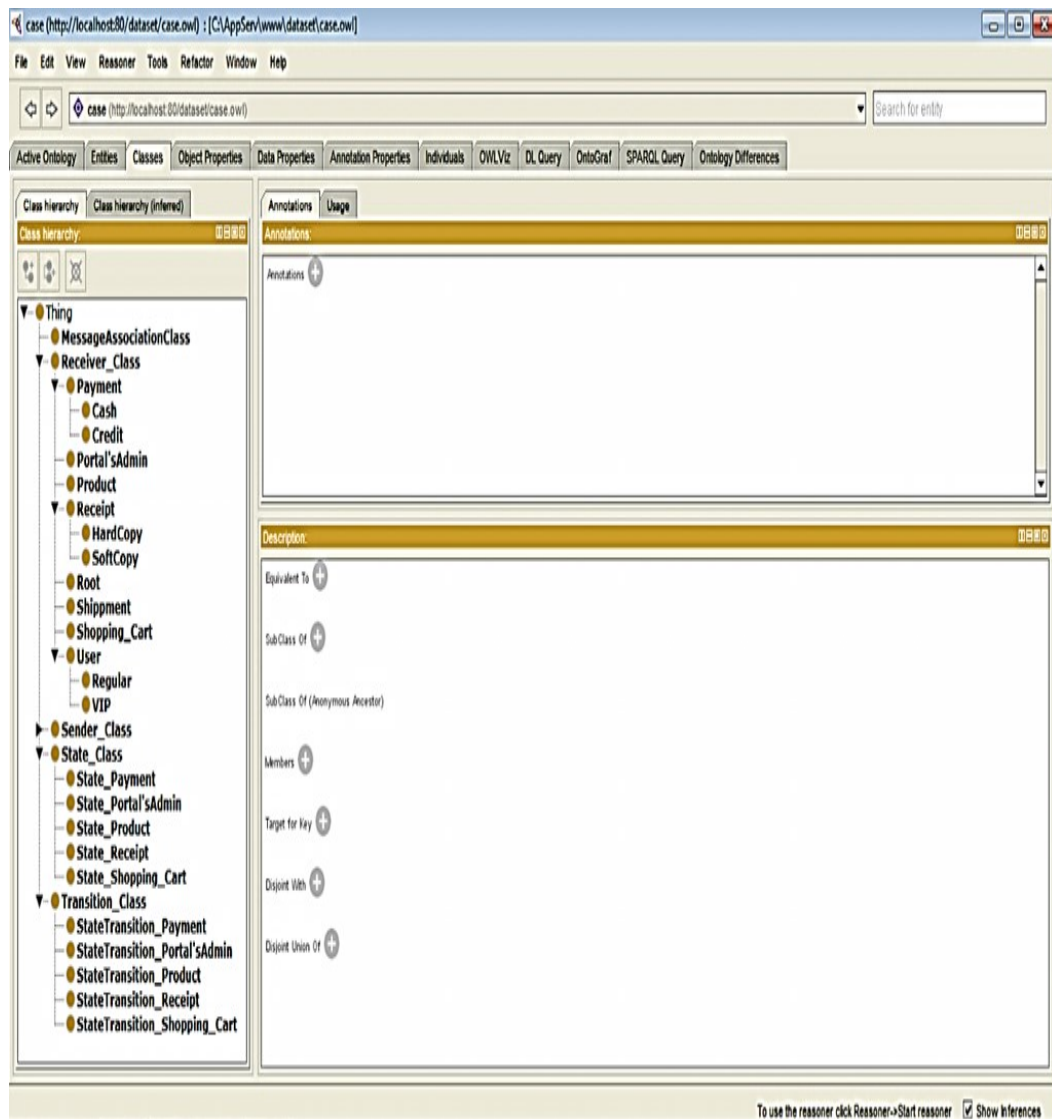 case (http://localhost:80/dataset/case.owl) : [C:\AppServ\www\dataset\case.owl]
File Edit View Reasoner Tools Refactor Window Help
case (http://localhost:80/dataset/case.owl)
Search for entity
Active Ontology Entities Classes Object Properties Data Properties Annotation Properties Individuals OWLViz DL Query OntoGraf SPARQL Query Ontology Differences
Class hierarchy Class hierarchy (inferred)
Class hierarchy:
Thing
MessageAssociationClass
Receiver_Class
Payment
Cash
Credit
Portal'sAdmin
Product
Receipt
HardCopy
SoftCopy
Root
Shippment
Shopping_Cart
User
Regular
VIP
Sender_Class
State_Class
State_Payment
State_Portal'sAdmin
State_Product
State_Receipt
State_Shopping_Cart
Transition_Class
StateTransition_Payment
StateTransition_Portal'sAdmin
StateTransition_Product
StateTransition_Receipt
StateTransition_Shopping_Cart
Annotations Usage
Annotations:
Annotations
Description:
Equivalent To
SubClass Of
SubClass Of (Anonymous Ancestor)
Members
Target for Key
Disjoint With
Disjoint Union Of
To use the reasoner click Reasoner->Start reasoner Show Inferences